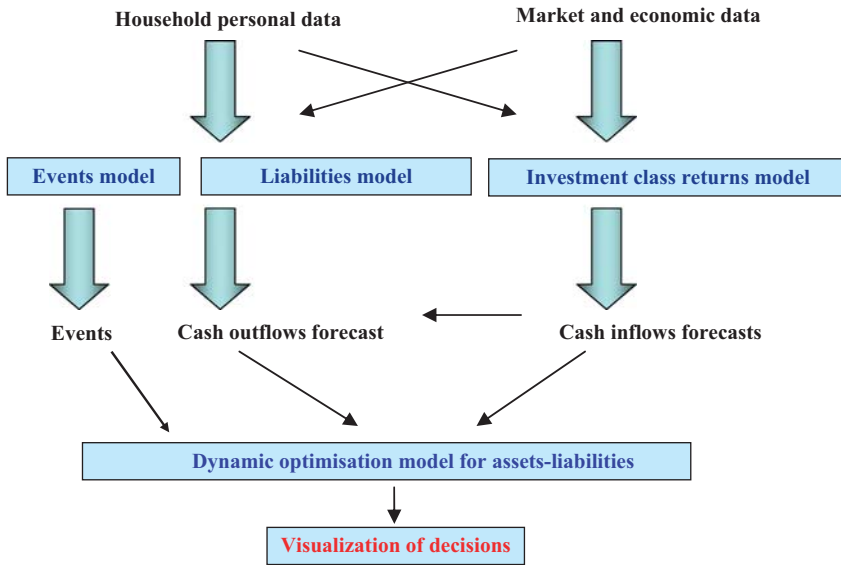 Household personal data
Market and economic data
Events model
Liabilities model
Investment class returns model
Events
Cash outflows forecast
Cash inflows forecasts
Dynamic optimisation model for assets-liabilities
Visualization of decisions